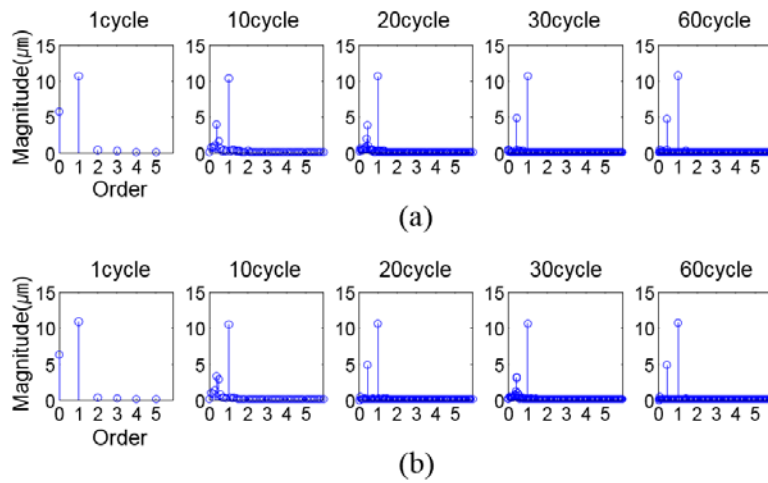 1cycle 10cycle 20cycle 30cycle 60cycle
15 15 15 15 15
10 10 10 10 10
5 5 5 5 5
0 0 0 0 0
Magnitude(㎛)
0 1 2 3 4 5 0 1 2 3 4 5 0 1 2 3 4 5 0 1 2 3 4 5 0 1 2 3 4 5
Order
(a)
1cycle 10cycle 20cycle 30cycle 60cycle
15 15 15 15 15
10 10 10 10 10
5 5 5 5 5
0 0 0 0 0
Magnitude(㎛)
0 1 2 3 4 5 0 1 2 3 4 5 0 1 2 3 4 5 0 1 2 3 4 5 0 1 2 3 4 5
Order
(b)